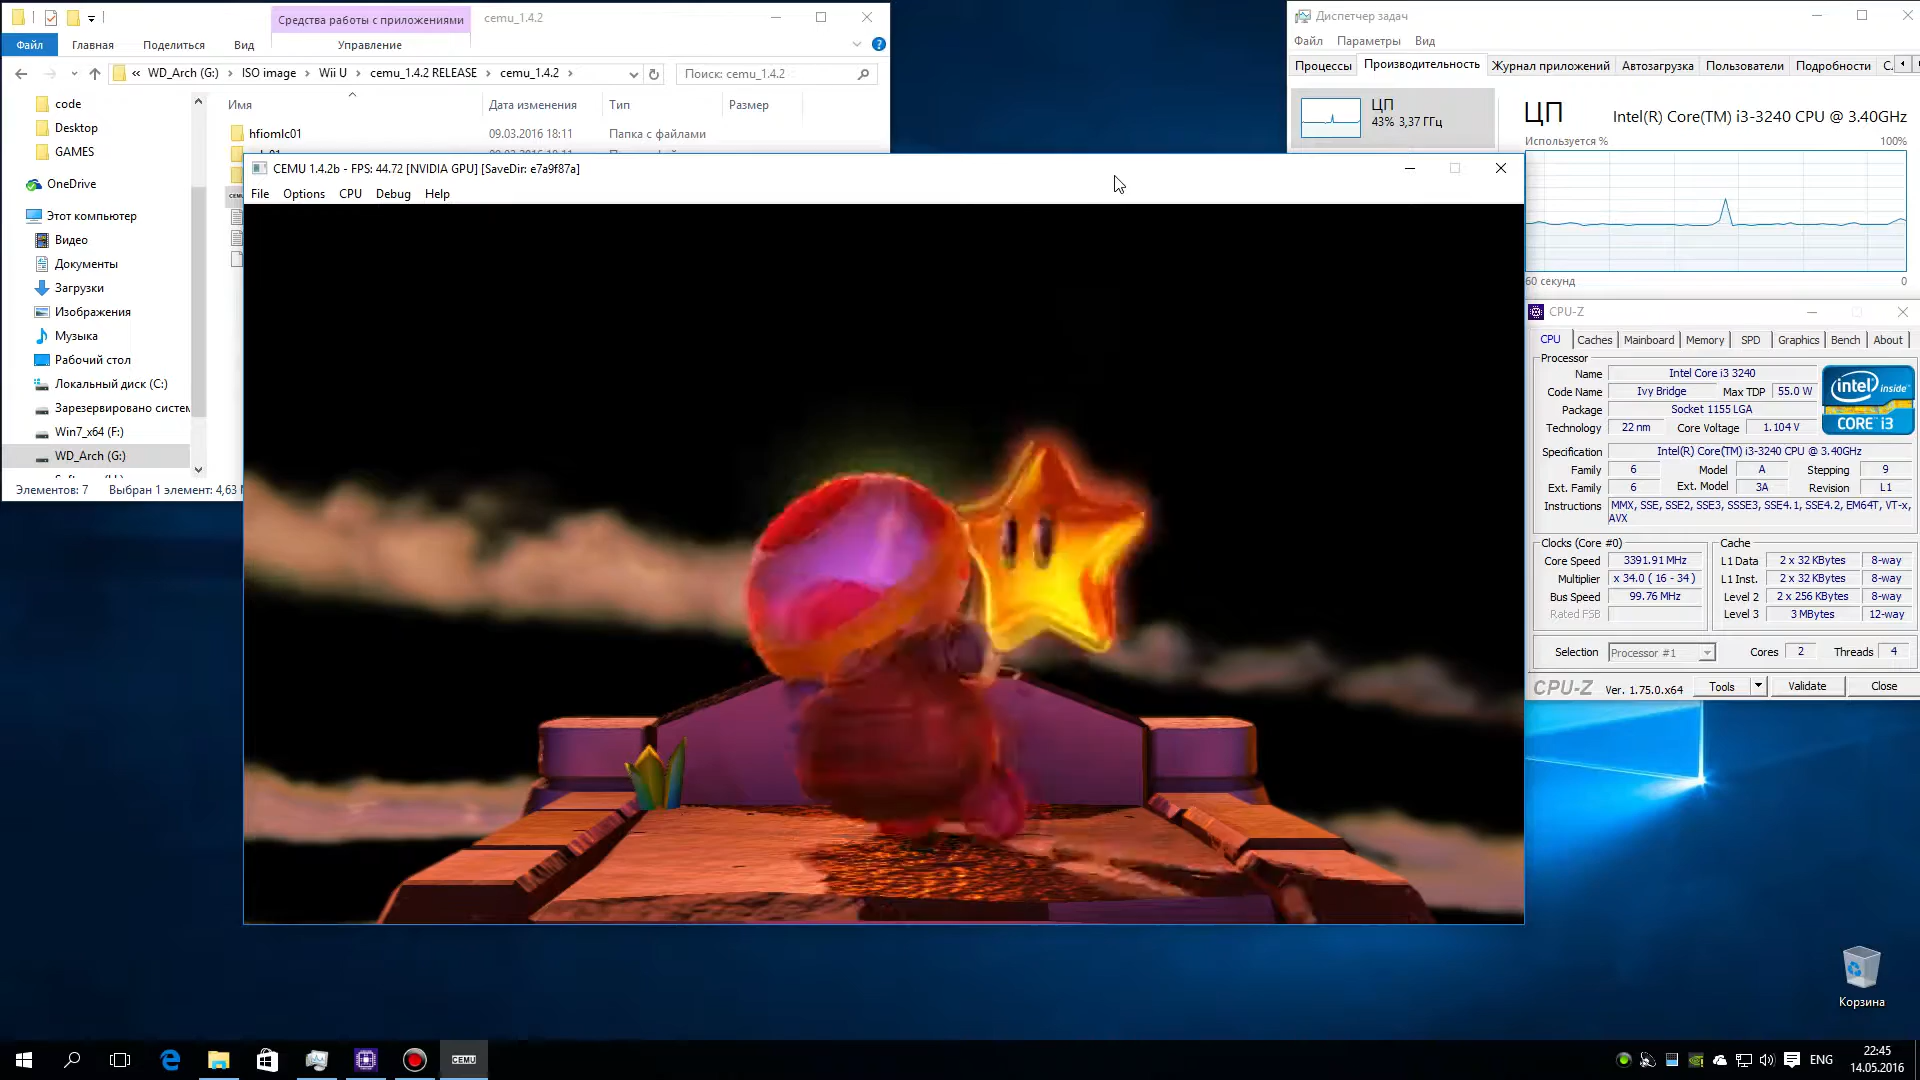 Средства работы с приложениями
cemu_1.4.2
Файл
Главная
Поделиться
Вид
Управление
« WD_Arch (G:) > ISO image > Wii U > cemu_1.4.2 RELEASE > cemu_1.4.2 >
Поиск: cemu_1.4.2
code
Desktop
GAMES
OneDrive
Этот компьютер
Видео
Документы
Загрузки
Изображения
Музыка
Рабочий стол
Локальный диск (C:)
Зарезервировано систем
Win7_x64 (F:)
WD_Arch (G:)
Имя
Дата изменения
Тип
Размер
hfiomlc01
09.03.2016 18:11
Папка с файлами
Элементов: 7
Выбран 1 элемент: 4,63 М
CEMU 1.4.2b - FPS: 44.72 [NVIDIA GPU] [SaveDir: e7a9f87a]
File Options CPU Debug Help
Диспетчер задач
Файл Параметры Вид
Процессы
Производительность
Журнал приложений
Автозагрузка
Пользователи
Подробности
С.
ЦП
43% 3,37 ГГц
ЦП
Intel(R) Core(TM) i3-3240 CPU @ 3.40GHz
Используется %
100%
60 секунд
0
CPU-Z
CPU Caches Mainboard Memory SPD Graphics Bench About
Processor
Name Intel Core i3 3240
Code Name Ivy Bridge Max TDP 55.0 W
Package Socket 1155 LGA
Technology 22 nm Core Voltage 1.104 V
intel inside
CORE i3
Specification Intel(R) Core(TM) i3-3240 CPU @ 3.40GHz
Family 6 Model A Stepping 9
Ext. Family 6 Ext. Model 3A Revision L1
Instructions MMX, SSE, SSE2, SSE3, SSSE3, SSE4.1, SSE4.2, EM64T, VT-x,
AVX
Clocks (Core #0)
Core Speed 3391.91 MHz
Multiplier x 34.0 ( 16 - 34 )
Bus Speed 99.76 MHz
Rated FSB
Cache
L1 Data 2 x 32 KBytes 8-way
L1 Inst. 2 x 32 KBytes 8-way
Level 2 2 x 256 KBytes 8-way
Level 3 3 MBytes 12-way
Selection Processor #1 Cores 2 Threads 4
CPU-Z Ver. 1.75.0.x64 Tools Validate Close
Корзина
CEMU
ENG
22:45
14.05.2016